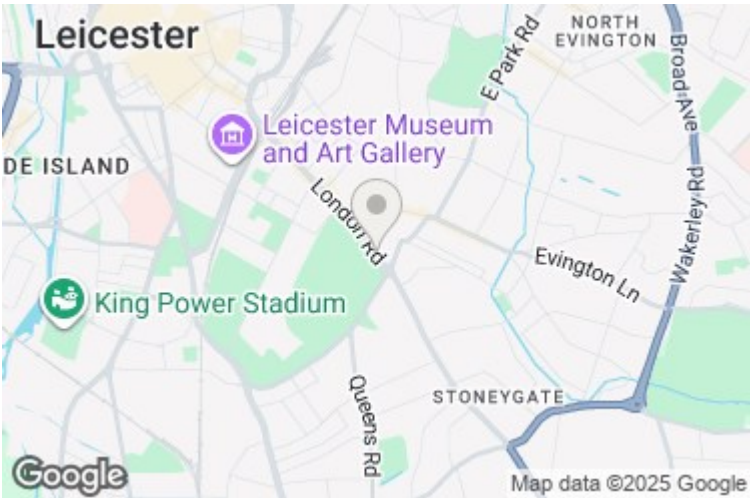 Leicester
NORTH
EVINGTON
E Park Rd
Broad Ave
Leicester Museum
and Art Gallery
DE ISLAND
London Rd
Wakerley Rd
Evington Ln
King Power Stadium
Queens Rd
STONEYGATE
Google
Map data ©2025 Google